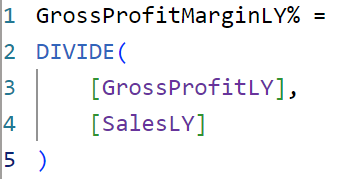 1 GrossProfitMarginLY% =
2 DIVIDE(
3 [GrossProfitLY],
4 [SalesLY]
5 )